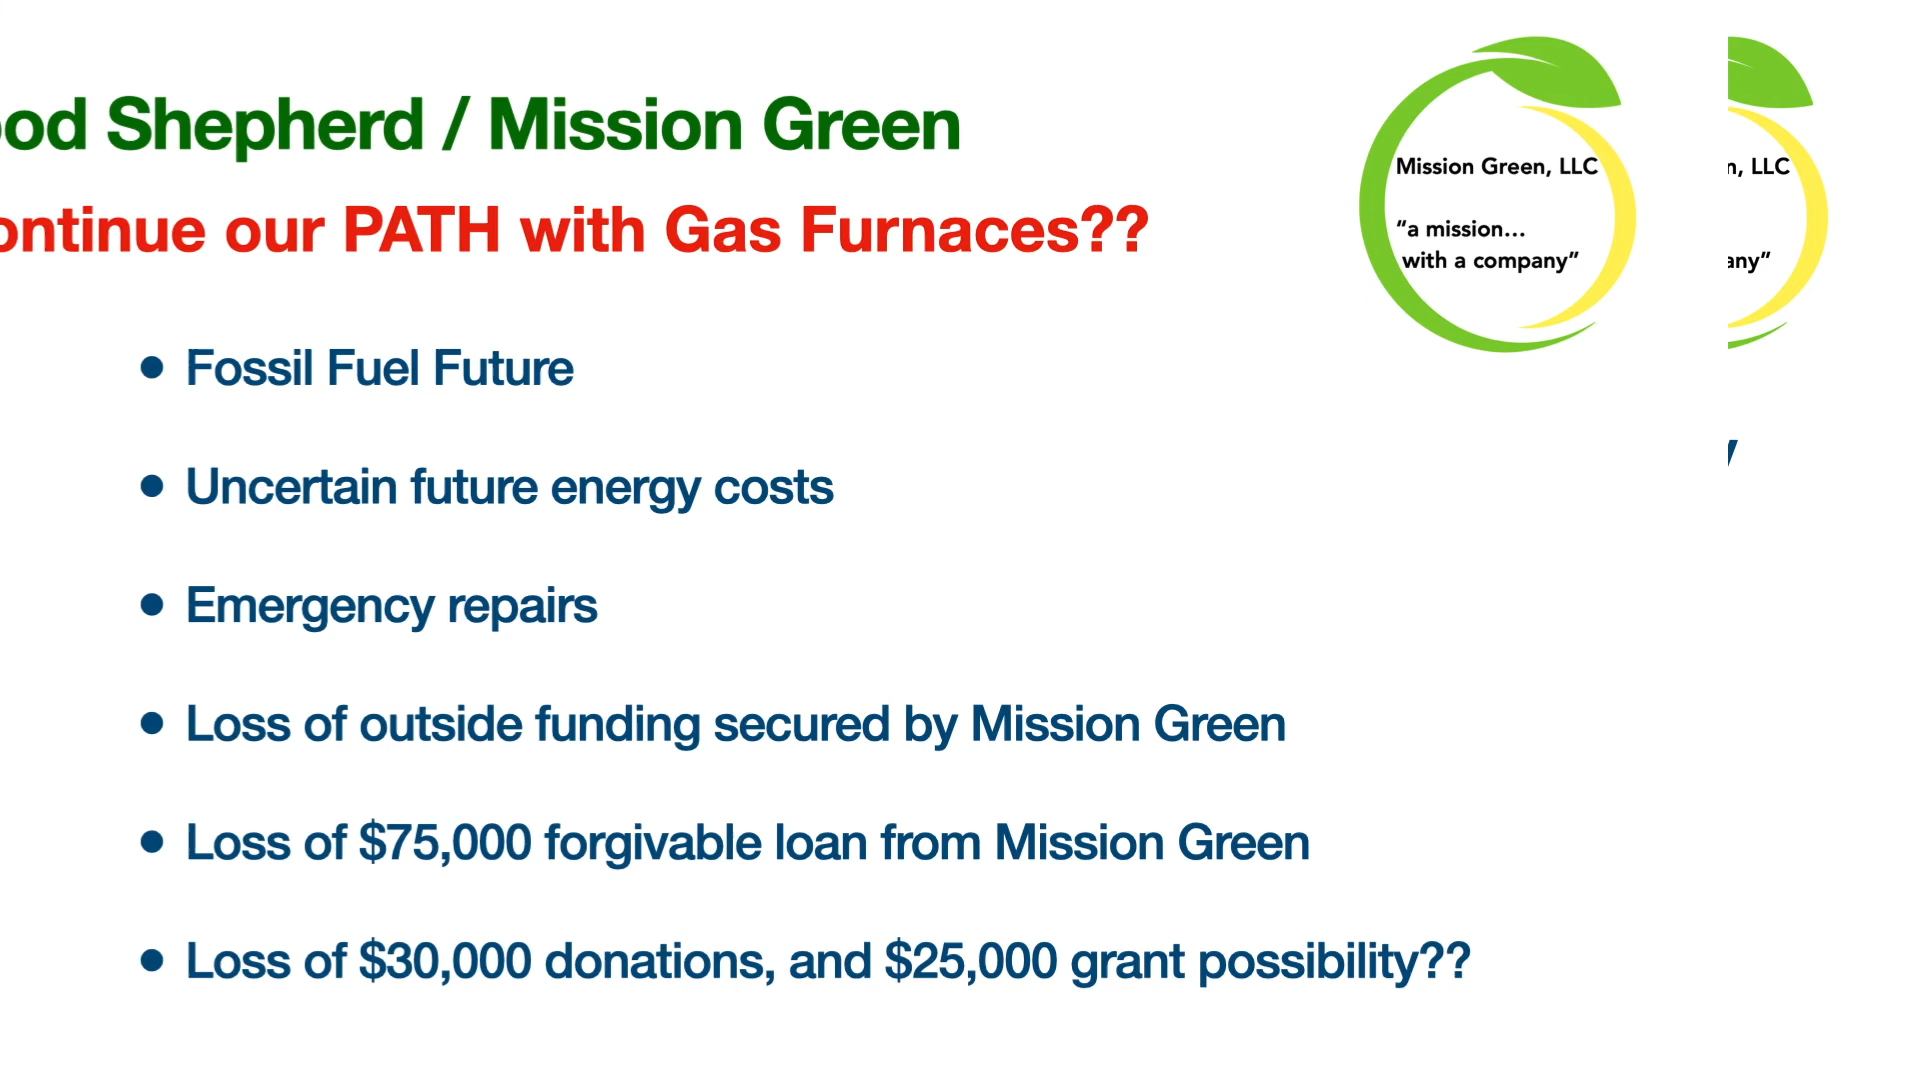 ood Shepherd / Mission Green
ontinue our PATH with Gas Furnaces??
Mission Green, LLC
“a mission…
with a company”
n, LLC
any”
• Fossil Fuel Future
• Uncertain future energy costs
• Emergency repairs
• Loss of outside funding secured by Mission Green
• Loss of $75,000 forgivable loan from Mission Green
• Loss of $30,000 donations, and $25,000 grant possibility??